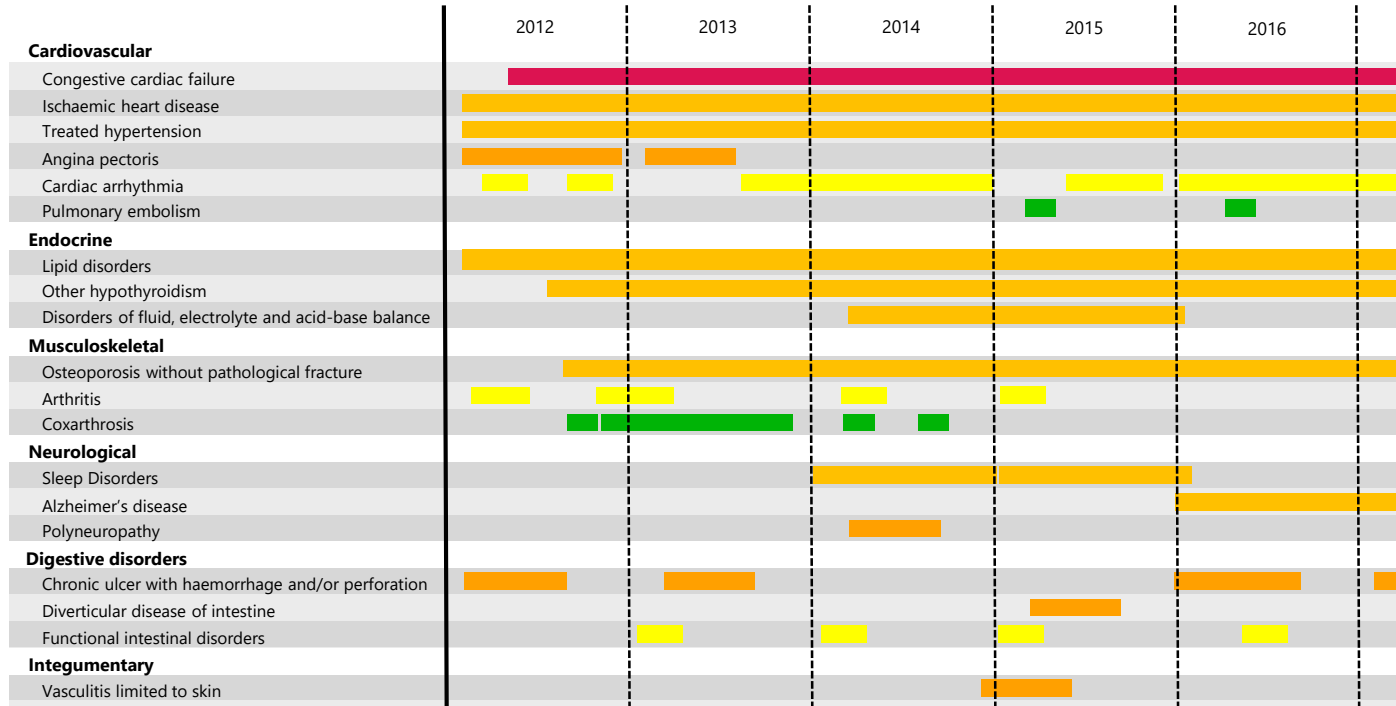 2012 2013 2014 2015 2016
Cardiovascular
Congestive cardiac failure
Ischaemic heart disease
Treated hypertension
Angina pectoris
Cardiac arrhythmia
Pulmonary embolism
Endocrine
Lipid disorders
Other hypothyroidism
Disorders of fluid, electrolyte and acid-base balance
Musculoskeletal
Osteoporosis without pathological fracture
Arthritis
Coxarthrosis
Neurological
Sleep Disorders
Alzheimer’s disease
Polyneuropathy
Digestive disorders
Chronic ulcer with haemorrhage and/or perforation
Diverticular disease of intestine
Functional intestinal disorders
Integumentary
Vasculitis limited to skin